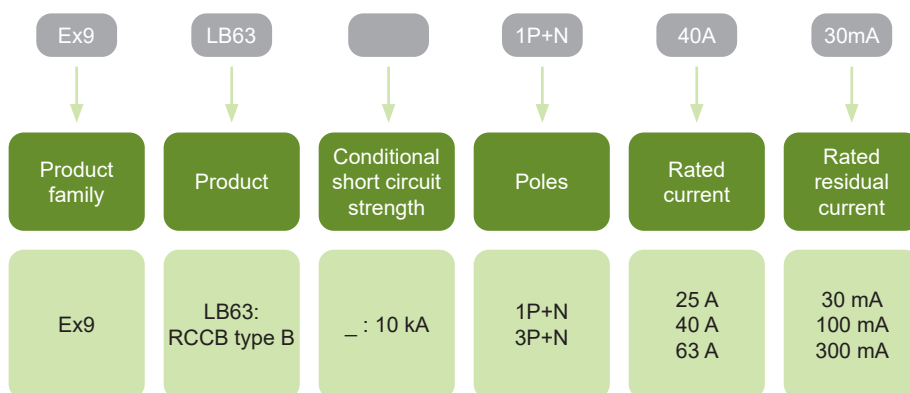 Ex9
LB63
1P+N
40A
30mA
Product
family
Product
Conditional
short circuit
strength
Poles
Rated
current
Rated
residual
current
Ex9
LB63:
RCCB type B
_ : 10 kA
1P+N
3P+N
25 A
40 A
63 A
30 mA
100 mA
300 mA